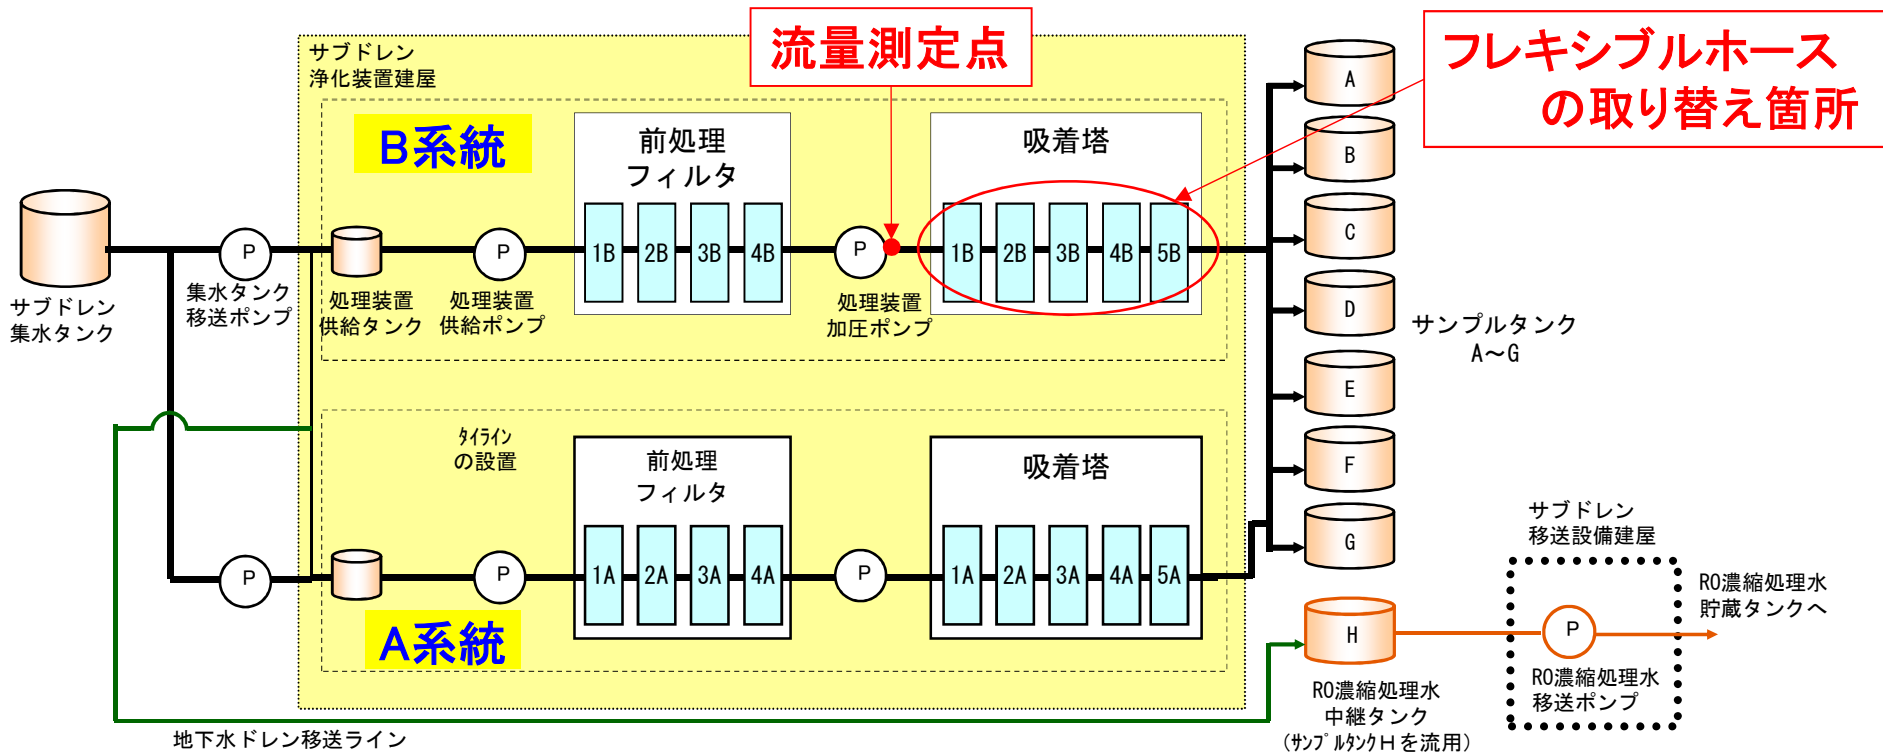 流量測定点
フレキシブルホース
の取り替え箇所
サブドレン
浄化装置建屋
B系統
前処理
フィルタ
1B 2B 3B 4B
吸着塔
1B 2B 3B 4B 5B
P
P
P
サブドレン
集水タンク
集水タンク
移送ポンプ
処理装置
供給タンク
処理装置
供給ポンプ
処理装置
加圧ポンプ
A
B
C
D
E
F
G
サンプルタンク
A～G
タイライン
の設置
前処理
フィルタ
1A 2A 3A 4A
吸着塔
1A 2A 3A 4A 5A
P
P
P
A系統
サブドレン
移送設備建屋
H
P
RO濃縮処理水
貯蔵タンクへ
RO濃縮処理水
移送ポンプ
RO濃縮処理水
中継タンク
(サンプルタンクHを流用)
地下水ドレン移送ライン